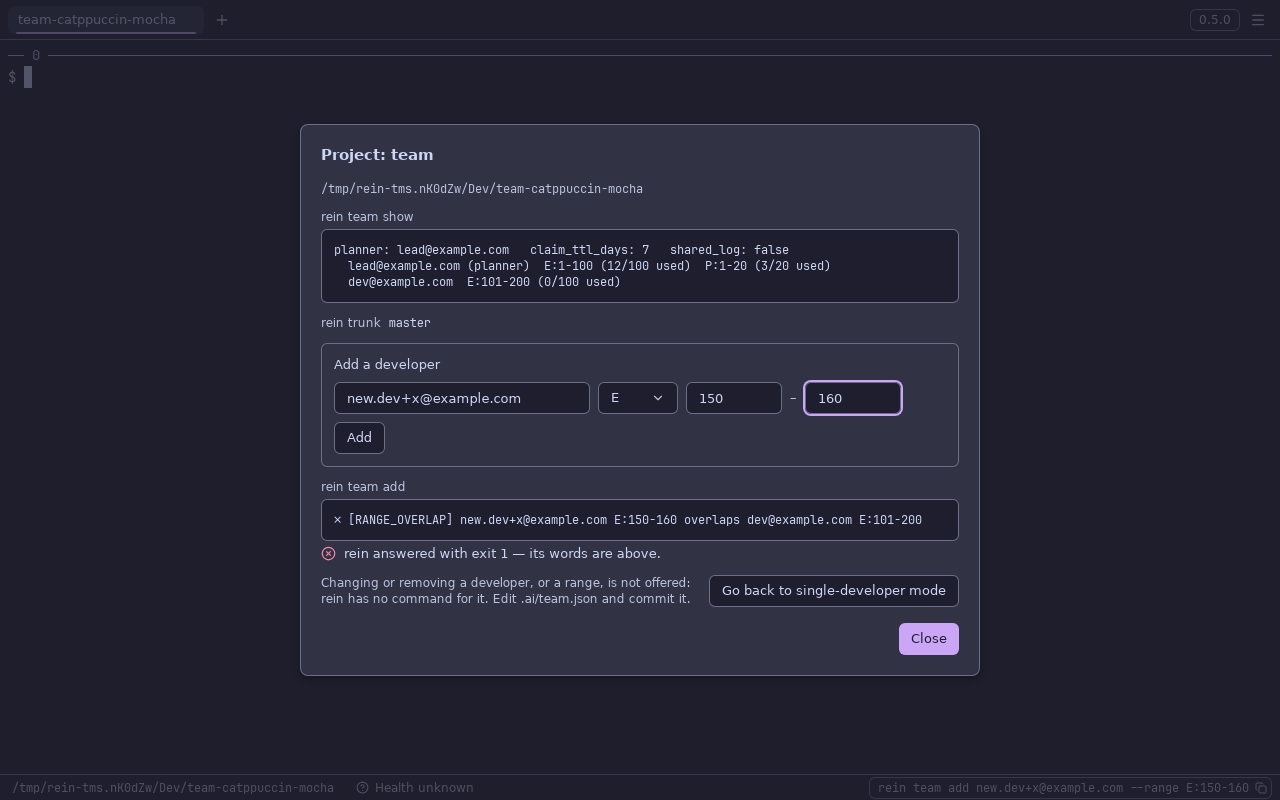 team-catppuccin-mocha
0.5.0
0
$
Project: team
/tmp/rein-tms.nK0dZw/Dev/team-catppuccin-mocha
rein team show
planner: lead@example.com   claim_ttl_days: 7   shared_log: false
lead@example.com (planner)  E:1-100 (12/100 used)  P:1-20 (3/20 used)
dev@example.com  E:101-200 (0/100 used)
rein trunk master
Add a developer
new.dev+x@example.com E 150 – 160
Add
rein team add
× [RANGE_OVERLAP] new.dev+x@example.com E:150-160 overlaps dev@example.com E:101-200
rein answered with exit 1 — its words are above.
Changing or removing a developer, or a range, is not offered:
rein has no command for it. Edit .ai/team.json and commit it.
Go back to single-developer mode
Close
/tmp/rein-tms.nK0dZw/Dev/team-catppuccin-mocha
Health unknown
rein team add new.dev+x@example.com --range E:150-160